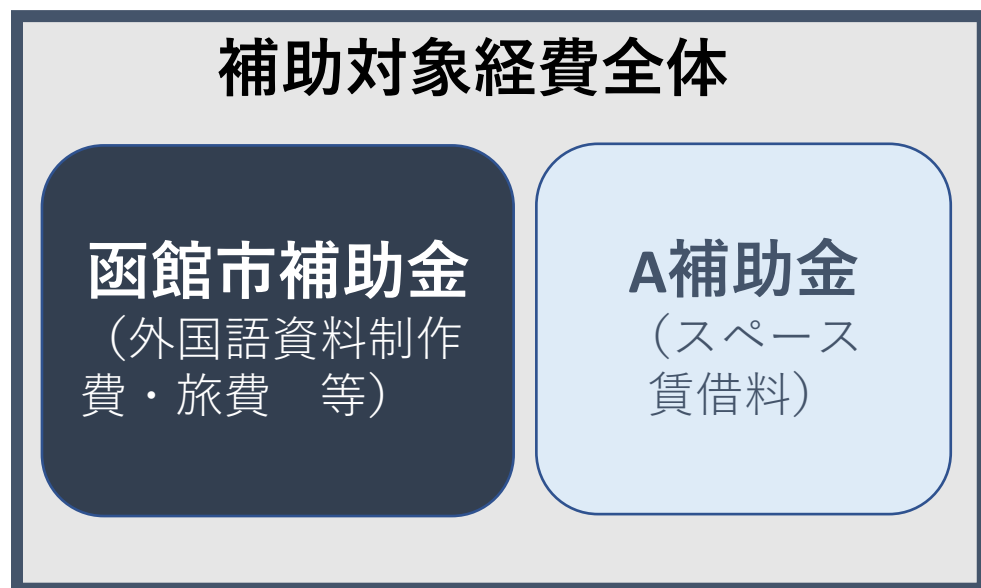 補助対象経費全体
函館市補助金
（外国語資料制作
費・旅費　等）
A補助金
（スペース
賃借料）